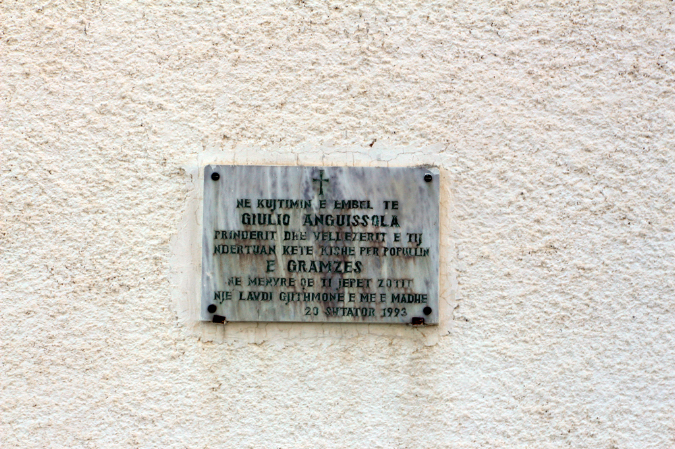 NE KUJTIMIN E EMBEL TE
GIULIO ANGUISSOLA
PRINDERIT DHE VELLEZERIT E TIJ
NDERTUAN KETE KISHE PER POPULLIN
E GRAMZES
NE MENYRE QE TI JEPET ZOTIT
NJE LAVDI GJITHMONE E ME E MADHE
20 SHTATOR 1993